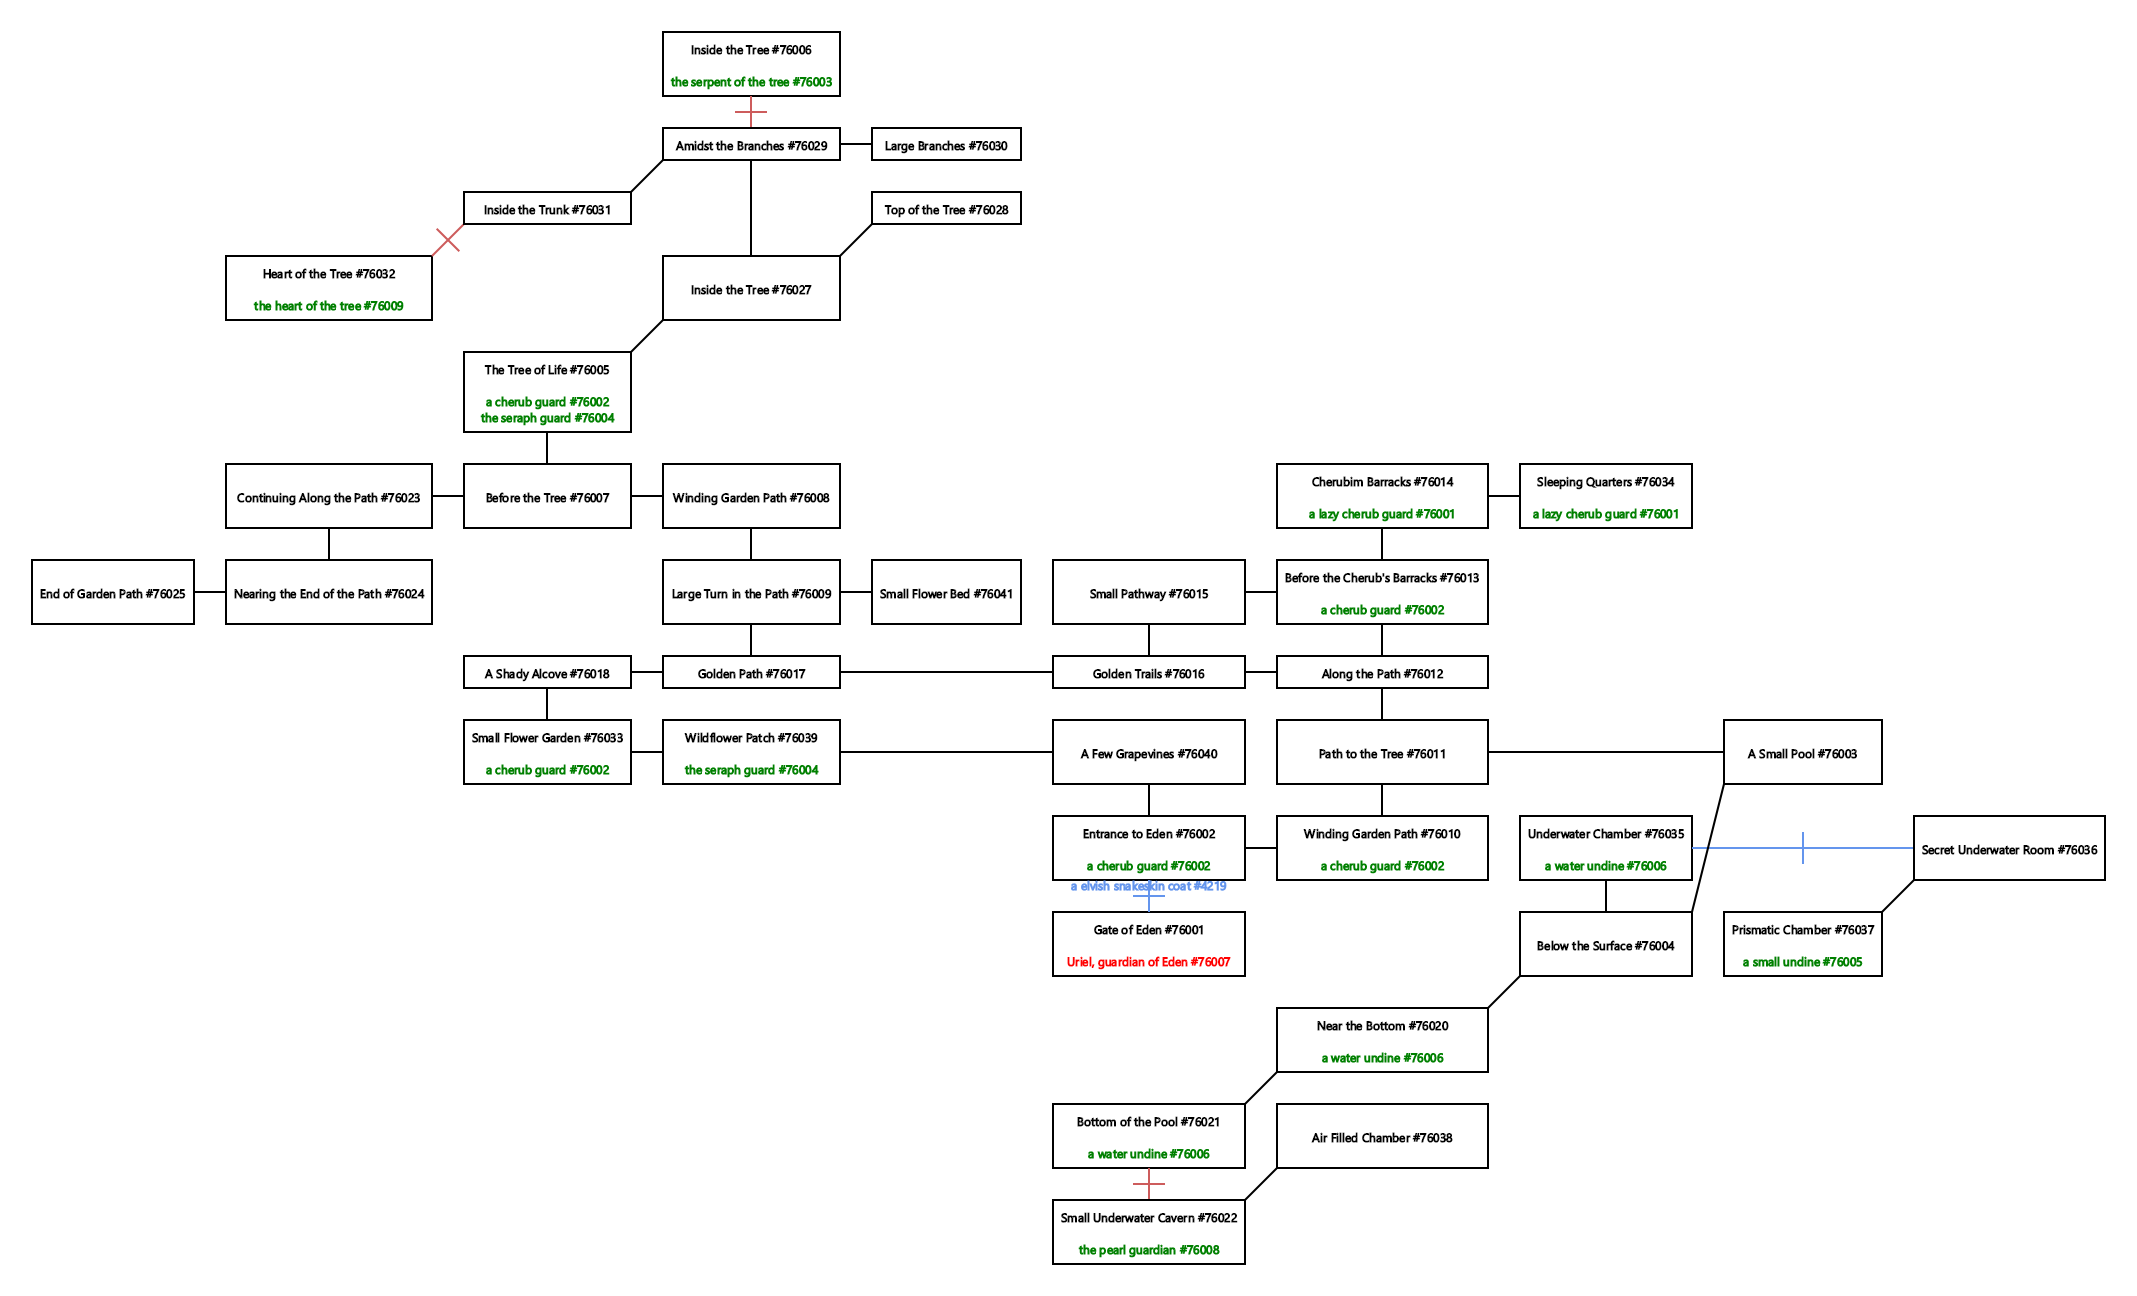 Inside the Tree #76006
the serpent of the tree #76003
Amidst the Branches #76029
Large Branches #76030
Inside the Trunk #76031
Top of the Tree #76028
Heart of the Tree #76032
the heart of the tree #76009
Inside the Tree #76027
The Tree of Life #76005
a cherub guard #76002
the seraph guard #76004
Continuing Along the Path #76023
Before the Tree #76007
Winding Garden Path #76008
Cherubim Barracks #76014
a lazy cherub guard #76001
Sleeping Quarters #76034
a lazy cherub guard #76001
End of Garden Path #76025
Nearing the End of the Path #76024
Large Turn in the Path #76009
Small Flower Bed #76041
Small Pathway #76015
Before the Cherub's Barracks #76013
a cherub guard #76002
A Shady Alcove #76018
Golden Path #76017
Golden Trails #76016
Along the Path #76012
Small Flower Garden #76033
a cherub guard #76002
Wildflower Patch #76039
the seraph guard #76004
A Few Grapevines #76040
Path to the Tree #76011
A Small Pool #76003
Entrance to Eden #76002
a cherub guard #76002
a elvish snakeskin coat #4219
Winding Garden Path #76010
a cherub guard #76002
Underwater Chamber #76035
a water undine #76006
Secret Underwater Room #76036
Gate of Eden #76001
Uriel, guardian of Eden #76007
Below the Surface #76004
Prismatic Chamber #76037
a small undine #76005
Near the Bottom #76020
a water undine #76006
Bottom of the Pool #76021
a water undine #76006
Air Filled Chamber #76038
Small Underwater Cavern #76022
the pearl guardian #76008